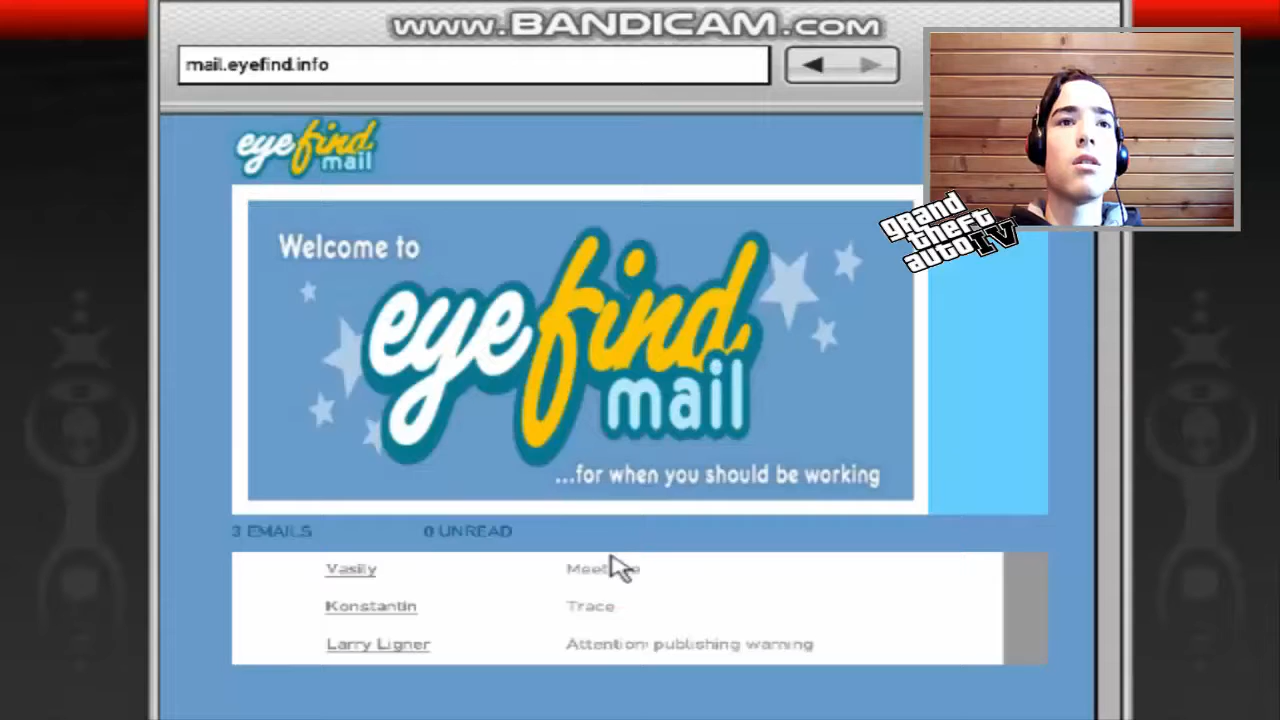 WWW.BANDICAM.COM
mail.eyefind.info
eyefind.
mail
grand
theft
auto IV
Welcome to
eyefind.
mail
...for when you should be working
3 EMAILS 0 UNREAD
Vasily
Konstantin Trace
Larry Ligner Attention: publishing warning